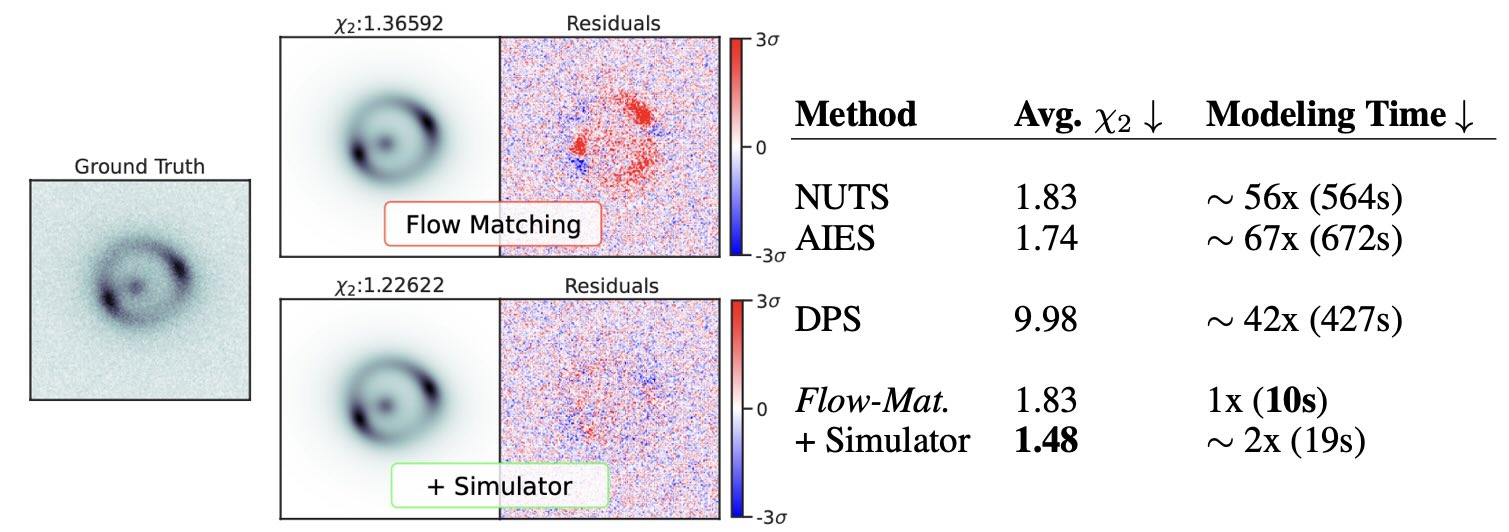 Ground Truth
χ2:1.36592
Residuals
3σ
0
-3σ
Flow Matching
χ2:1.22622
Residuals
3σ
0
-3σ
+ Simulator
Method Avg. χ2 ↓ Modeling Time ↓
NUTS 1.83 ~ 56x (564s)
AIES 1.74 ~ 67x (672s)
DPS 9.98 ~ 42x (427s)
Flow-Mat. 1.83 1x (10s)
+ Simulator 1.48 ~ 2x (19s)